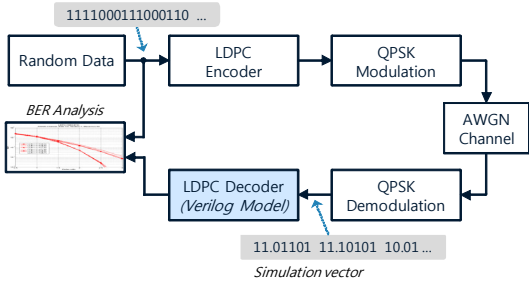 1111000111000110 ...
Random Data
LDPC
Encoder
QPSK
Modulation
AWGN
Channel
BER Analysis
LDPC Decoder
(Verilog Model)
QPSK
Demodulation
11.01101 11.10101 10.01 ...
Simulation vector